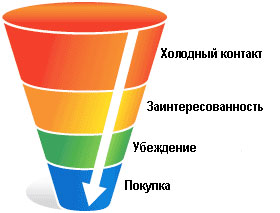 Холодный контакт
Заинтересованность
Убеждение
Покупка